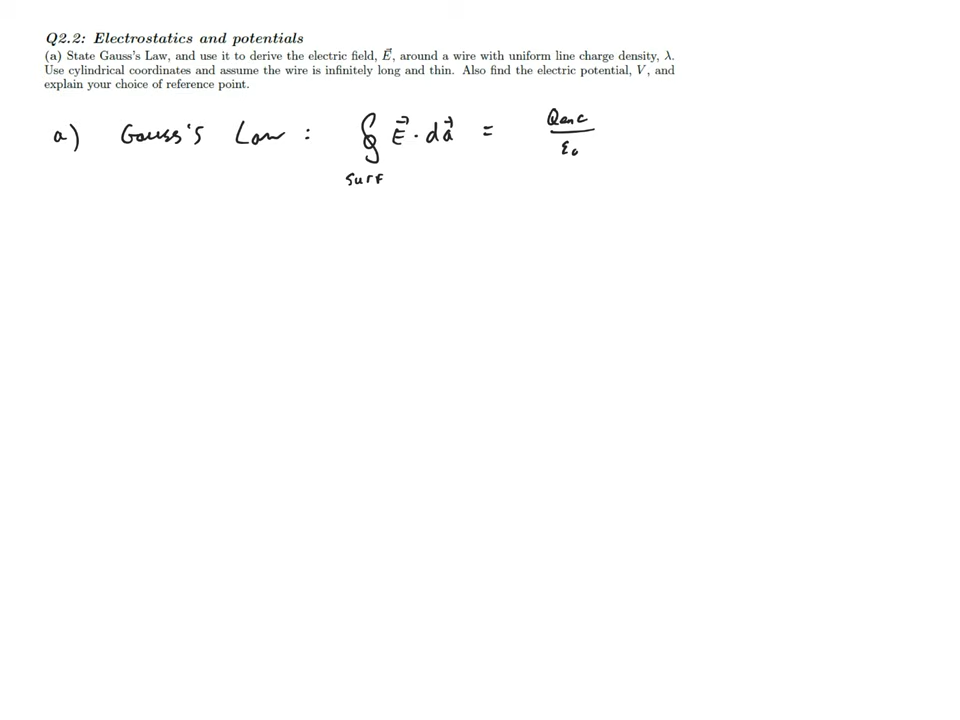 Q2.2: Electrostatics and potentials
(a) State Gauss's Law, and use it to derive the electric field, E⃗, around a wire with uniform line charge density, λ.
Use cylindrical coordinates and assume the wire is infinitely long and thin. Also find the electric potential, V, and
explain your choice of reference point.
a) Gauss's Law : ∮ E⃗ · da⃗ = Qenc / ε₀
surf